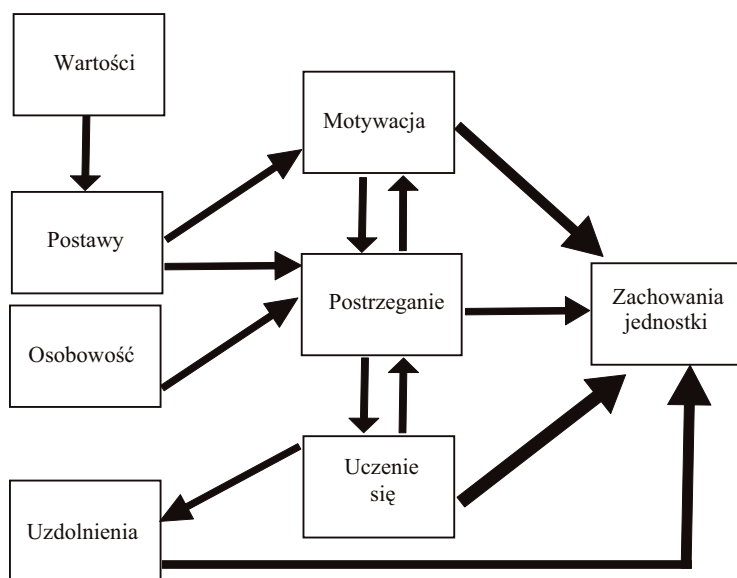 Wartości
Motywacja
Postawy
Postrzeganie
Zachowania
jednostki
Osobowość
Uczenie
się
Uzdolnienia